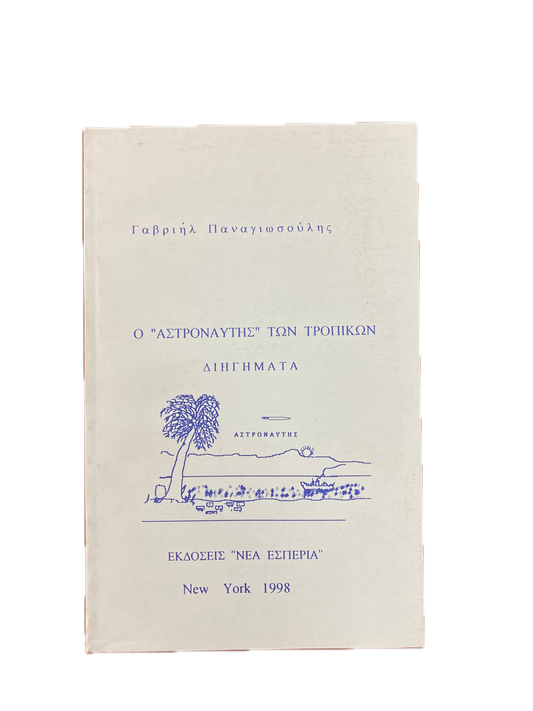 Γαβριήλ Παναγιωσούλης
Ο "ΑΣΤΡΟΝΑΥΤΗΣ" ΤΩΝ ΤΡΟΠΙΚΩΝ
ΔΙΗΓΗΜΑΤΑ
ΑΣΤΡΟΝΑΥΤΗΣ
ΕΚΔΟΣΕΙΣ "ΝΕΑ ΕΣΠΕΡΙΑ"
New York 1998